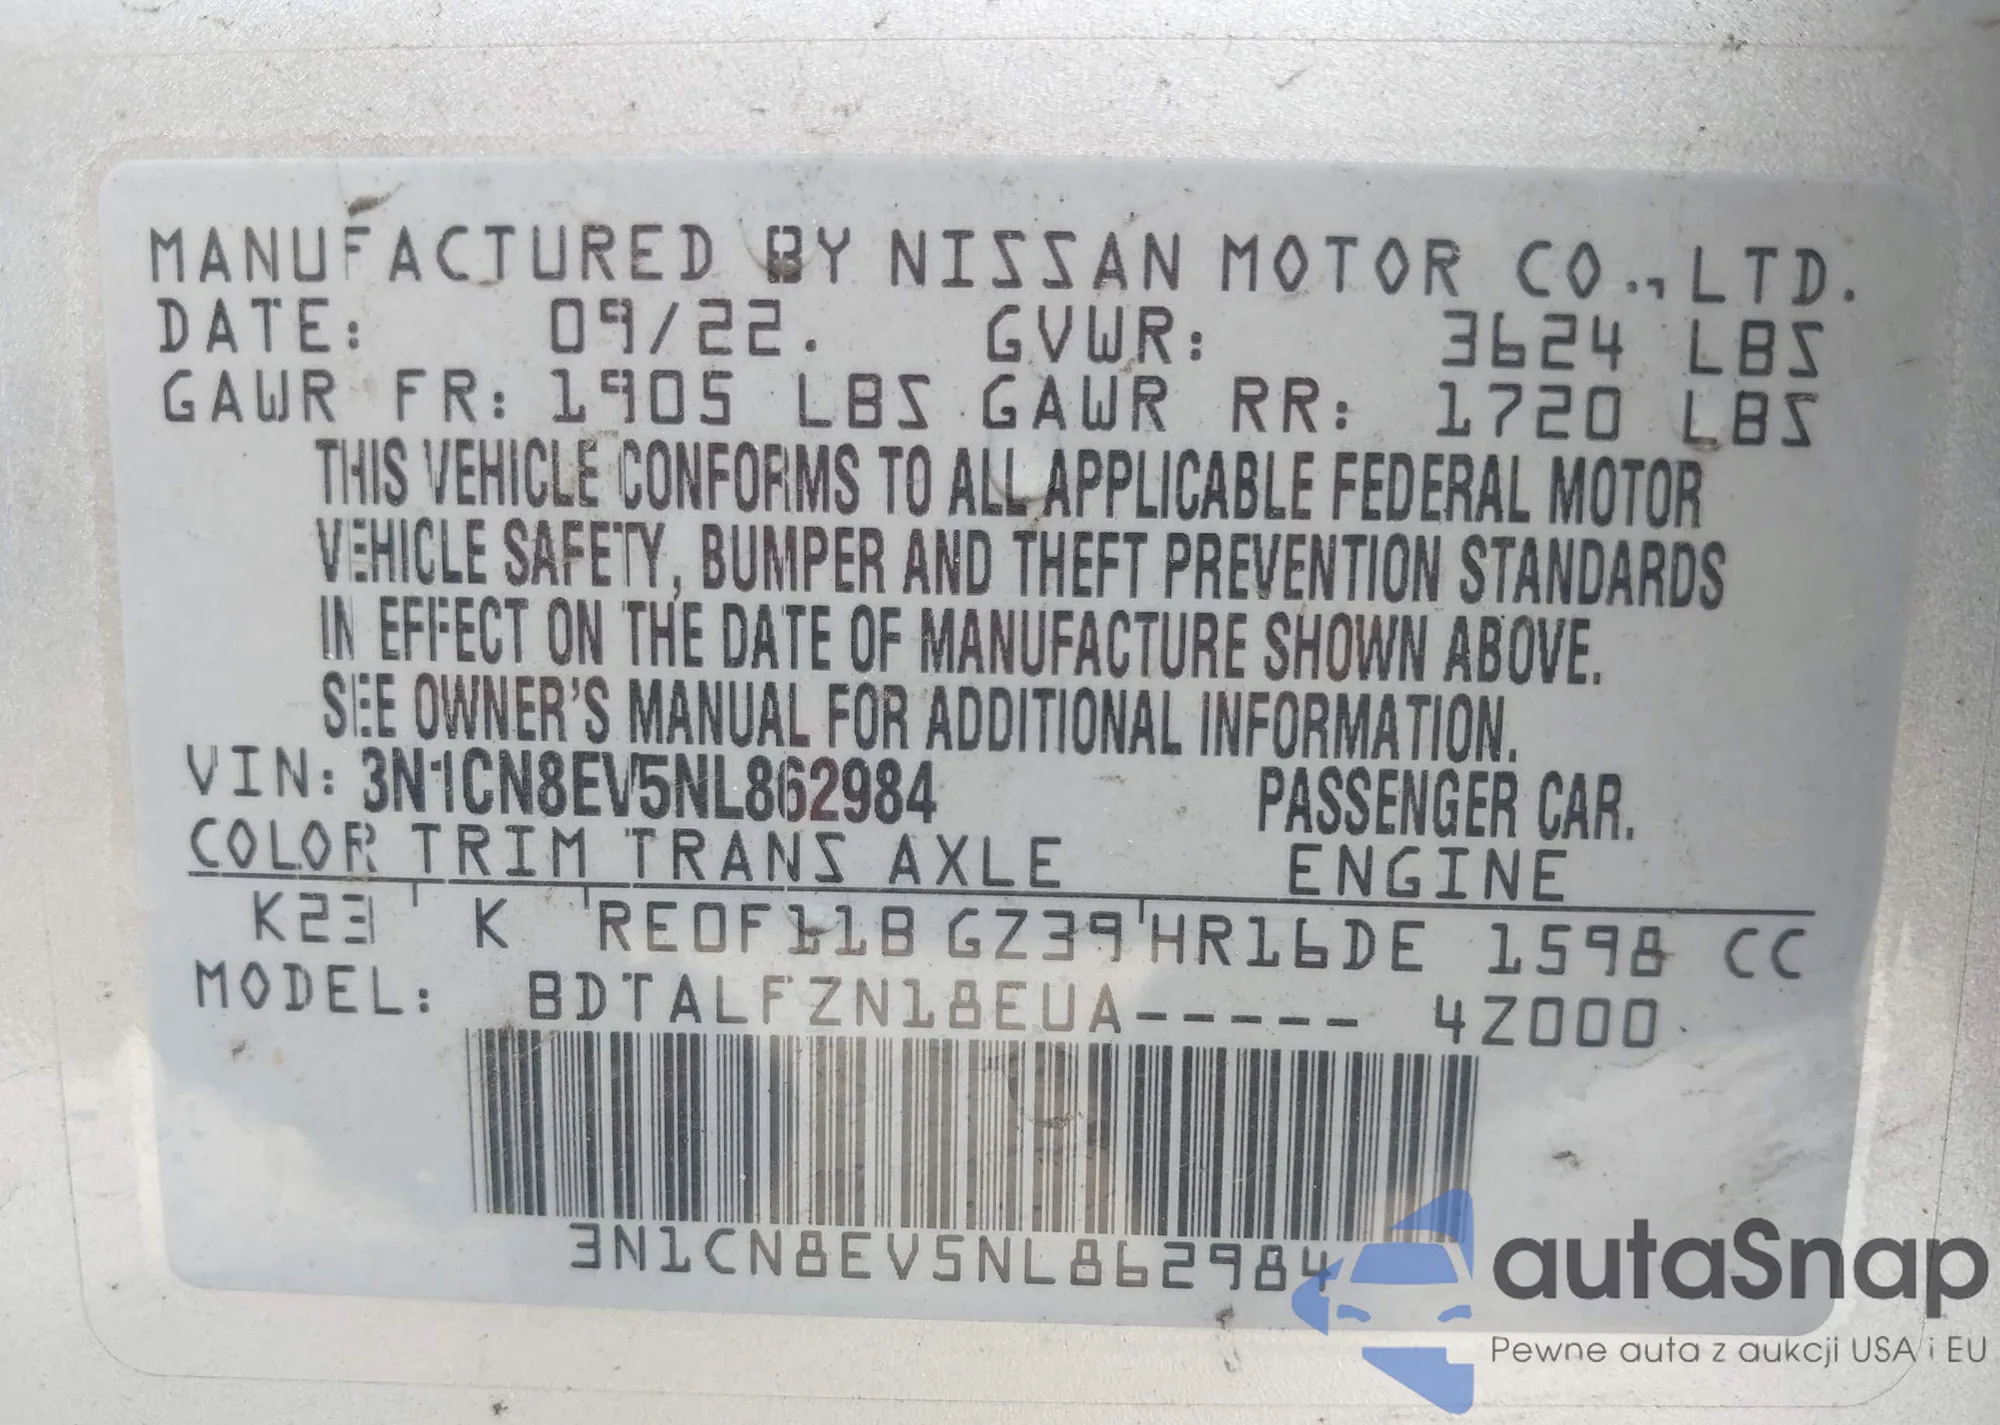 MANUFACTURED BY NISSAN MOTOR CO., LTD.
DATE: 09/22. GVWR: 3624 LBS
GAWR FR: 1905 LBS GAWR RR: 1720 LBS
THIS VEHICLE CONFORMS TO ALL APPLICABLE FEDERAL MOTOR
VEHICLE SAFETY, BUMPER AND THEFT PREVENTION STANDARDS
IN EFFECT ON THE DATE OF MANUFACTURE SHOWN ABOVE.
SEE OWNER'S MANUAL FOR ADDITIONAL INFORMATION.
VIN: 3N1CN8EV5NL862984 PASSENGER CAR.
COLOR TRIM TRANS AXLE ENGINE
K23 K RE0F11B GZ39 HR16DE 1598 CC
MODEL: BDTALFZN18EUA----- 4Z000
3N1CN8EV5NL862984
autaSnap
Pewne auta z aukcji USA i EU